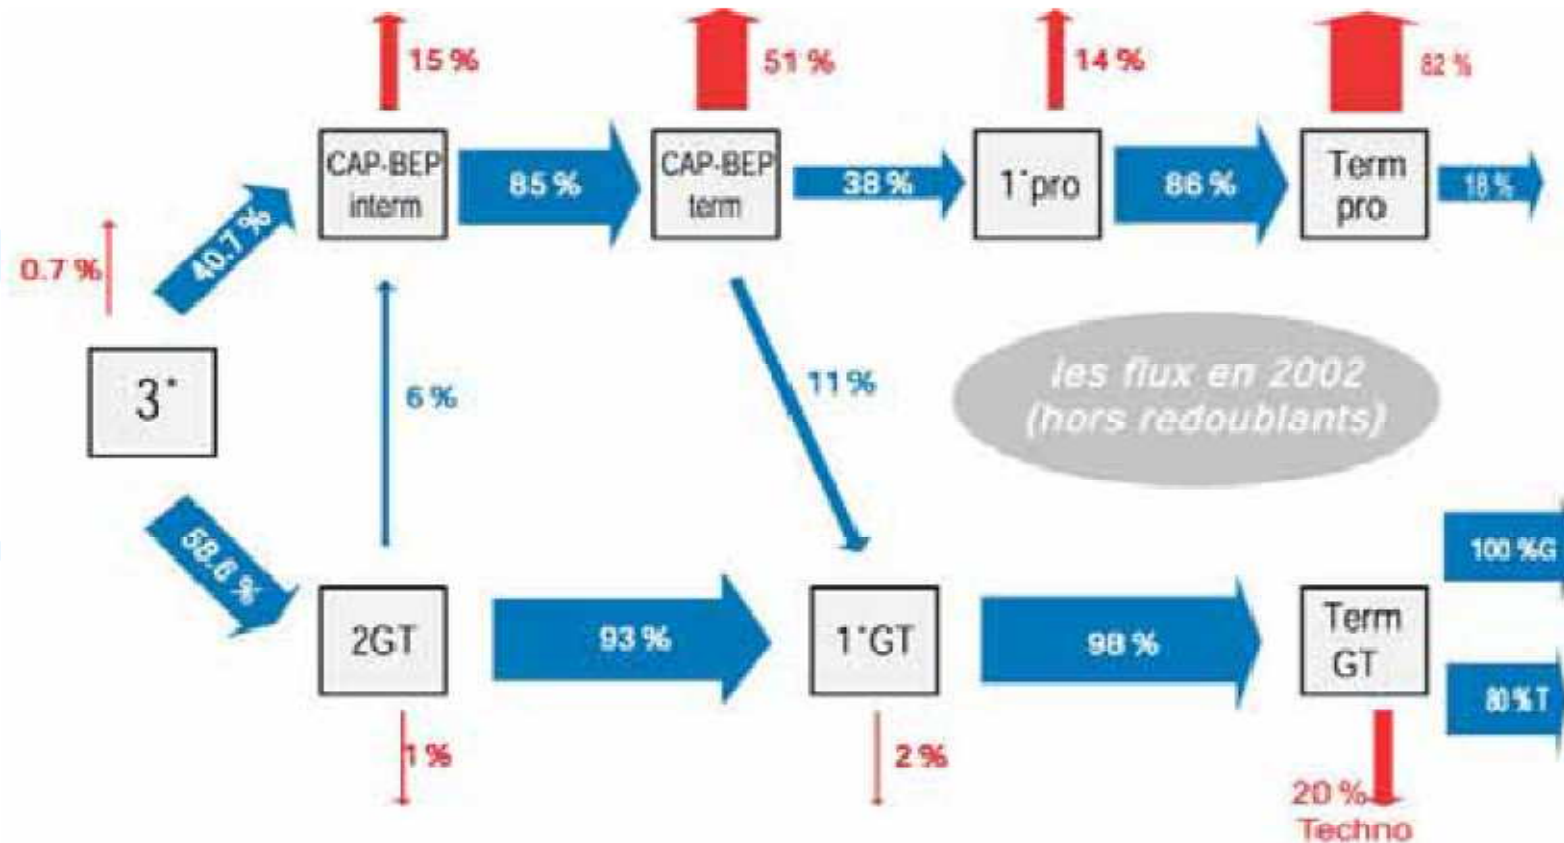 15 %
51 %
14 %
82 %
CAP-BEP
interm
85 %
CAP-BEP
term
38 %
1°pro
86 %
Term
pro
18 %
40.7 %
0.7 %
3°
6 %
11 %
les flux en 2002
(hors redoublants)
58.6 %
2GT
93 %
1°GT
98 %
Term
GT
100 %G
80 %T
1 %
2 %
20 %
Techno